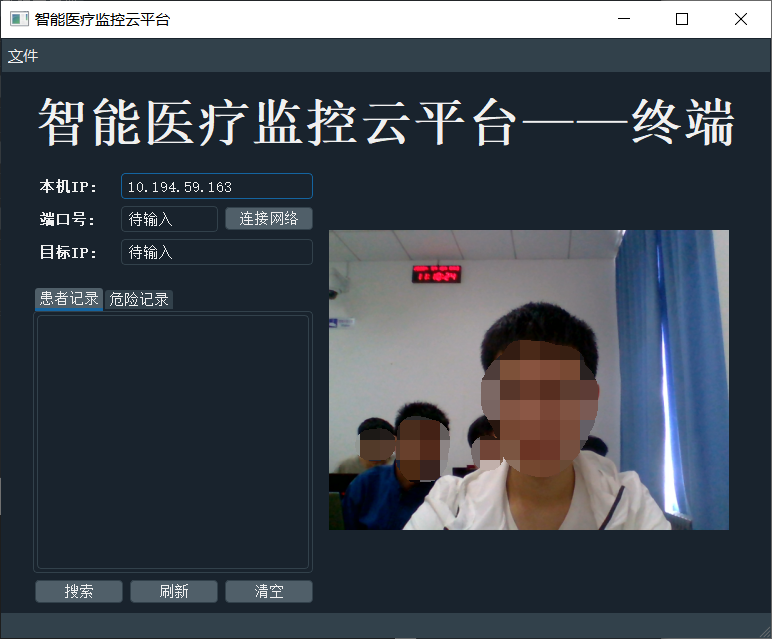 智能医疗监控云平台
文件
智能医疗监控云平台——终端
本机IP: 10.194.59.163
端口号: 待输入 连接网络
目标IP: 待输入
患者记录 危险记录
11:10:24
搜索 刷新 清空